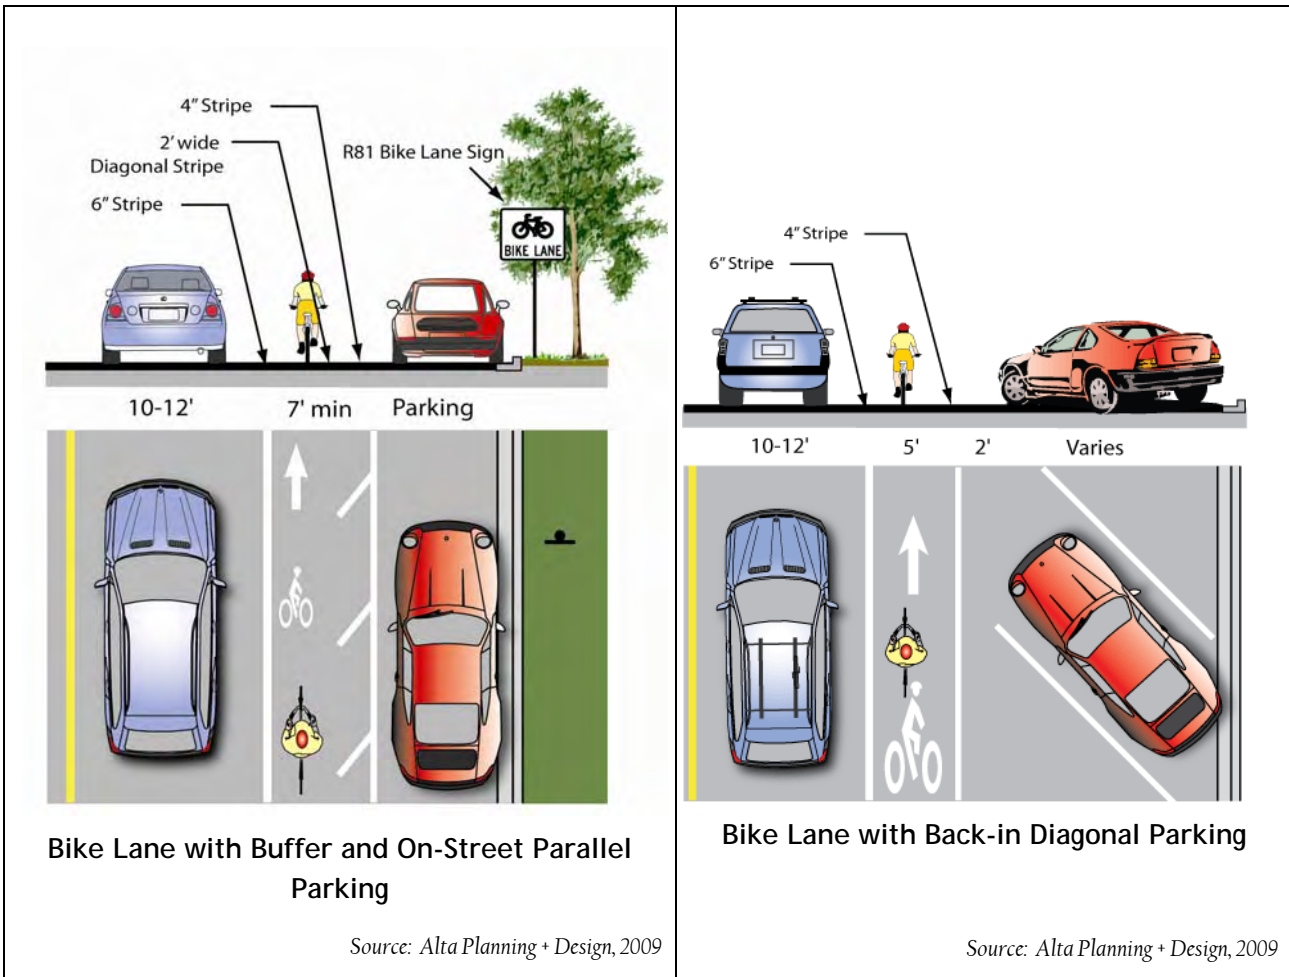 4” Stripe
2’ wide
Diagonal Stripe
6” Stripe
R81 Bike Lane Sign
BIKE LANE
10-12'
7' min
Parking
Bike Lane with Buffer and On-Street Parallel
Parking
Source: Alta Planning + Design, 2009
4” Stripe
6” Stripe
10-12'
5'
2'
Varies
Bike Lane with Back-in Diagonal Parking
Source: Alta Planning + Design, 2009